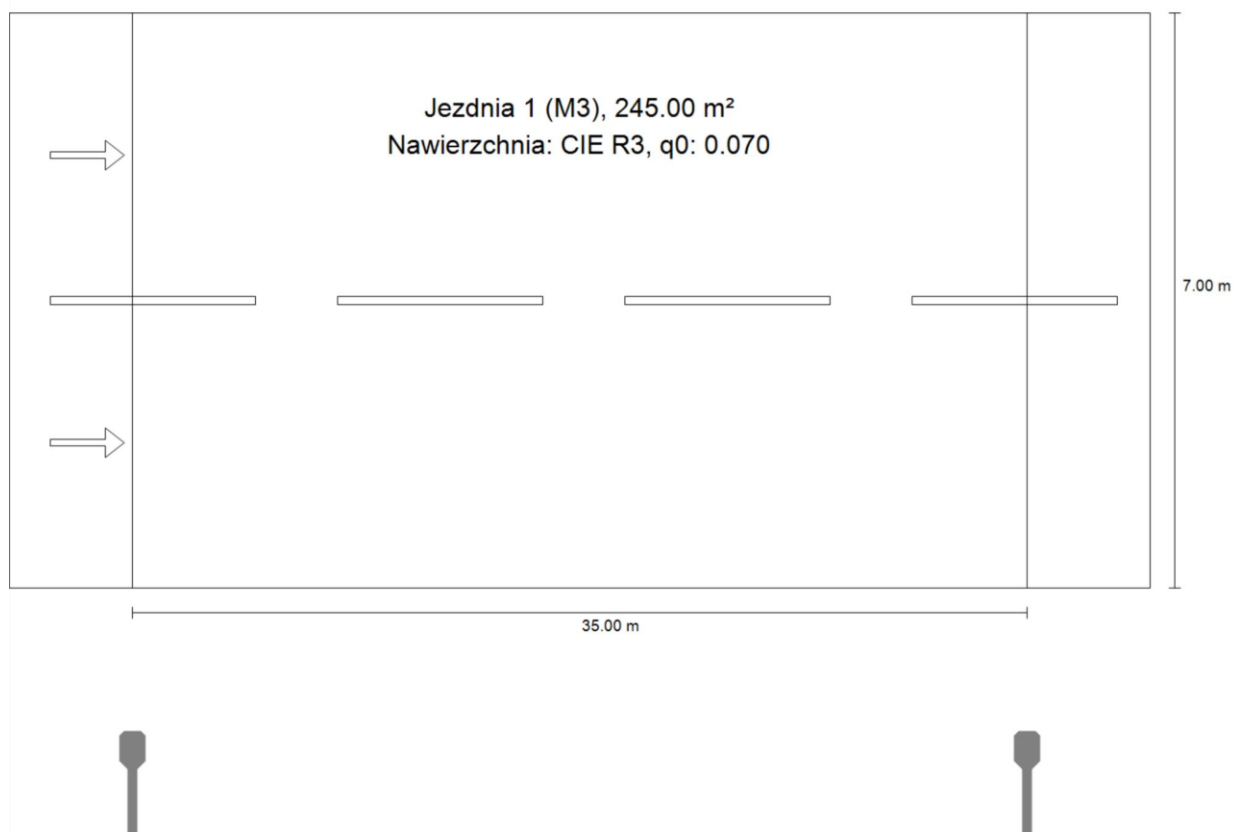 Jezdnia 1 (M3), 245.00 m²
Nawierzchnia: CIE R3, q0: 0.070
7.00 m
35.00 m